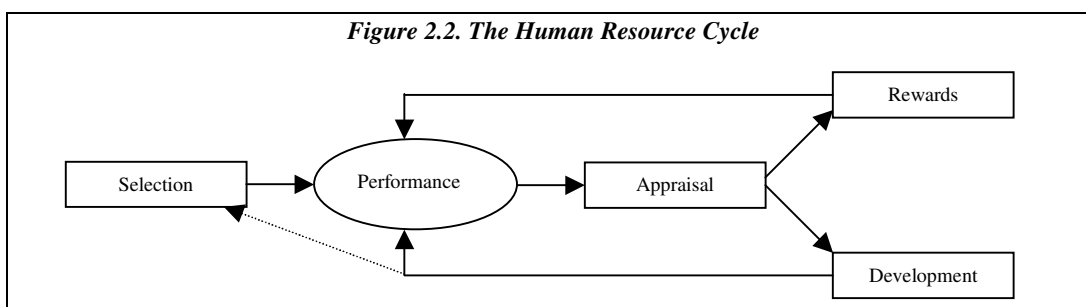 Figure 2.2. The Human Resource Cycle
Rewards
Selection
Performance
Appraisal
Development